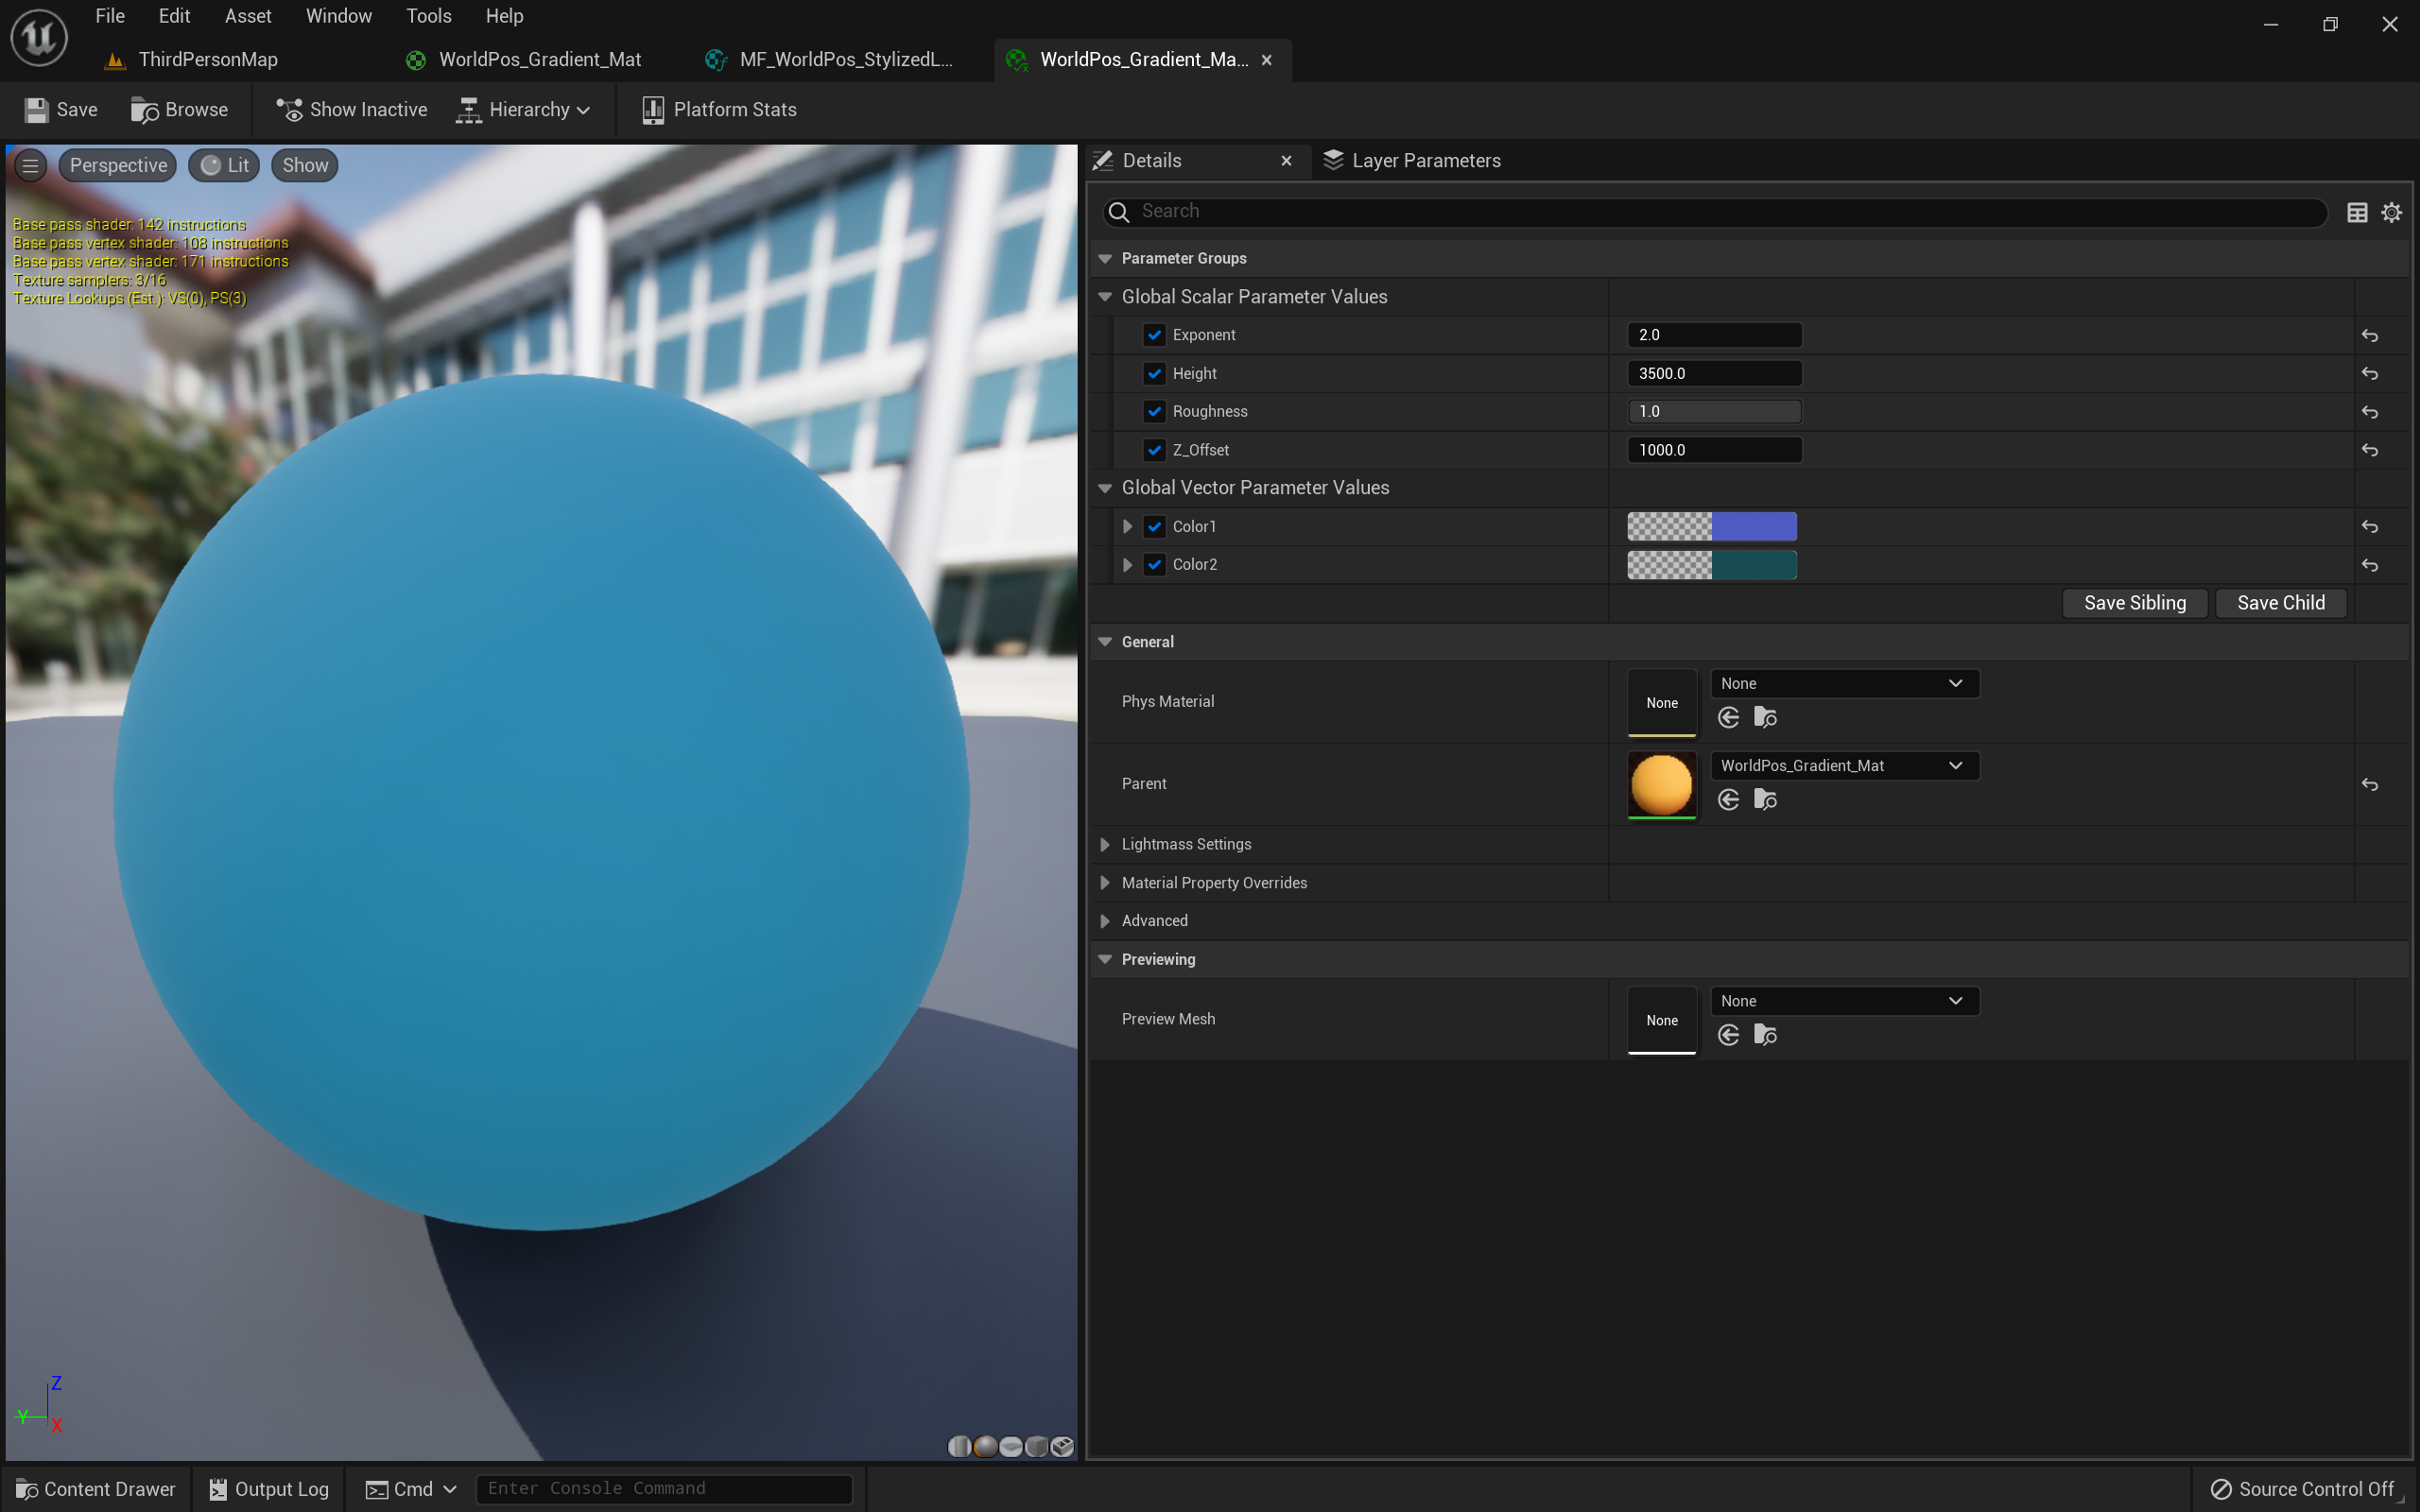 File Edit Asset Window Tools Help
ThirdPersonMap WorldPos_Gradient_Mat MF_WorldPos_StylizedL... WorldPos_Gradient_Ma...
Save Browse Show Inactive Hierarchy Platform Stats
Perspective Lit Show
Base pass shader: 142 instructions
Base pass vertex shader: 108 instructions
Base pass vertex shader: 171 instructions
Texture samplers: 3/16
Texture Lookups (Est.): VS(0), PS(3)
Z
Y
X
Details Layer Parameters
Search
Parameter Groups
Global Scalar Parameter Values
Exponent 2.0
Height 3500.0
Roughness 1.0
Z_Offset 1000.0
Global Vector Parameter Values
Color1
Color2
Save Sibling Save Child
General
Phys Material None None
Parent WorldPos_Gradient_Mat
Lightmass Settings
Material Property Overrides
Advanced
Previewing
Preview Mesh None None
Content Drawer Output Log Cmd Enter Console Command Source Control Off